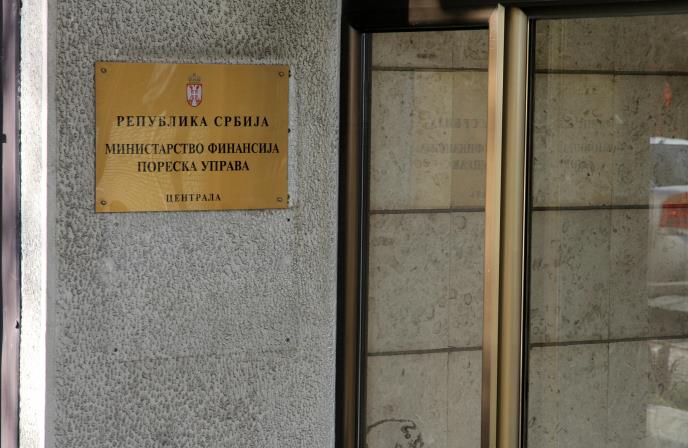 РЕПУБЛИКА СРБИЈА
МИНИСТАРСТВО ФИНАНСИЈА
ПОРЕСКА УПРАВА
ЦЕНТРАЛА